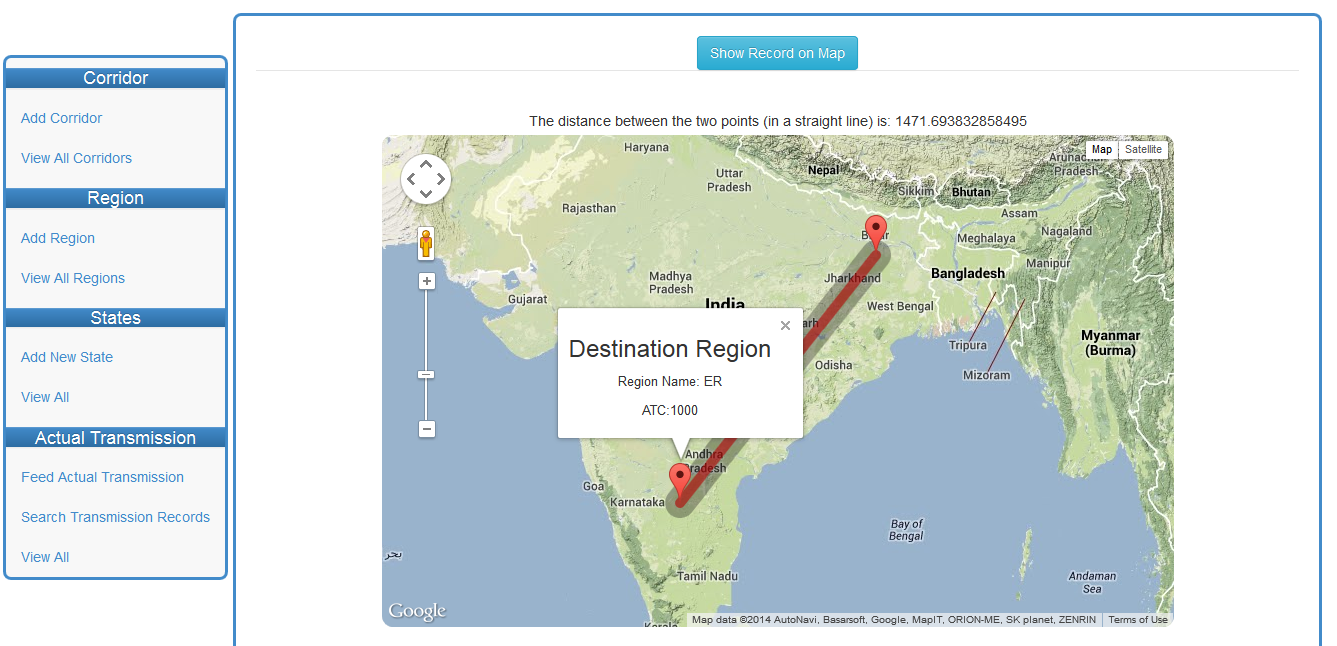 Corridor
Add Corridor
View All Corridors
Region
Add Region
View All Regions
States
Add New State
View All
Actual Transmission
Feed Actual Transmission
Search Transmission Records
View All
Show Record on Map
The distance between the two points (in a straight line) is: 1471.693832858495
Map
Satellite
Haryana
Nepal
Uttar
Pradesh
Sikkim
Bhutan
Pradesh
Rajasthan
Assam
Nagaland
Meghalaya
Manipur
Bangladesh
Madhya
Pradesh
Jharkhand
Gujarat
India
West Bengal
Myanmar
(Burma)
Tripura
Mizoram
Odisha
×
Destination Region
Region Name: ER
ATC:1000
Andhra
Pradesh
Goa
Karnataka
Bay of
Bengal
بحر
Tamil Nadu
Andaman
Sea
Google
Map data ©2014 AutoNavi, Basarsoft, Google, MapIT, ORION-ME, SK planet, ZENRIN
Terms of Use